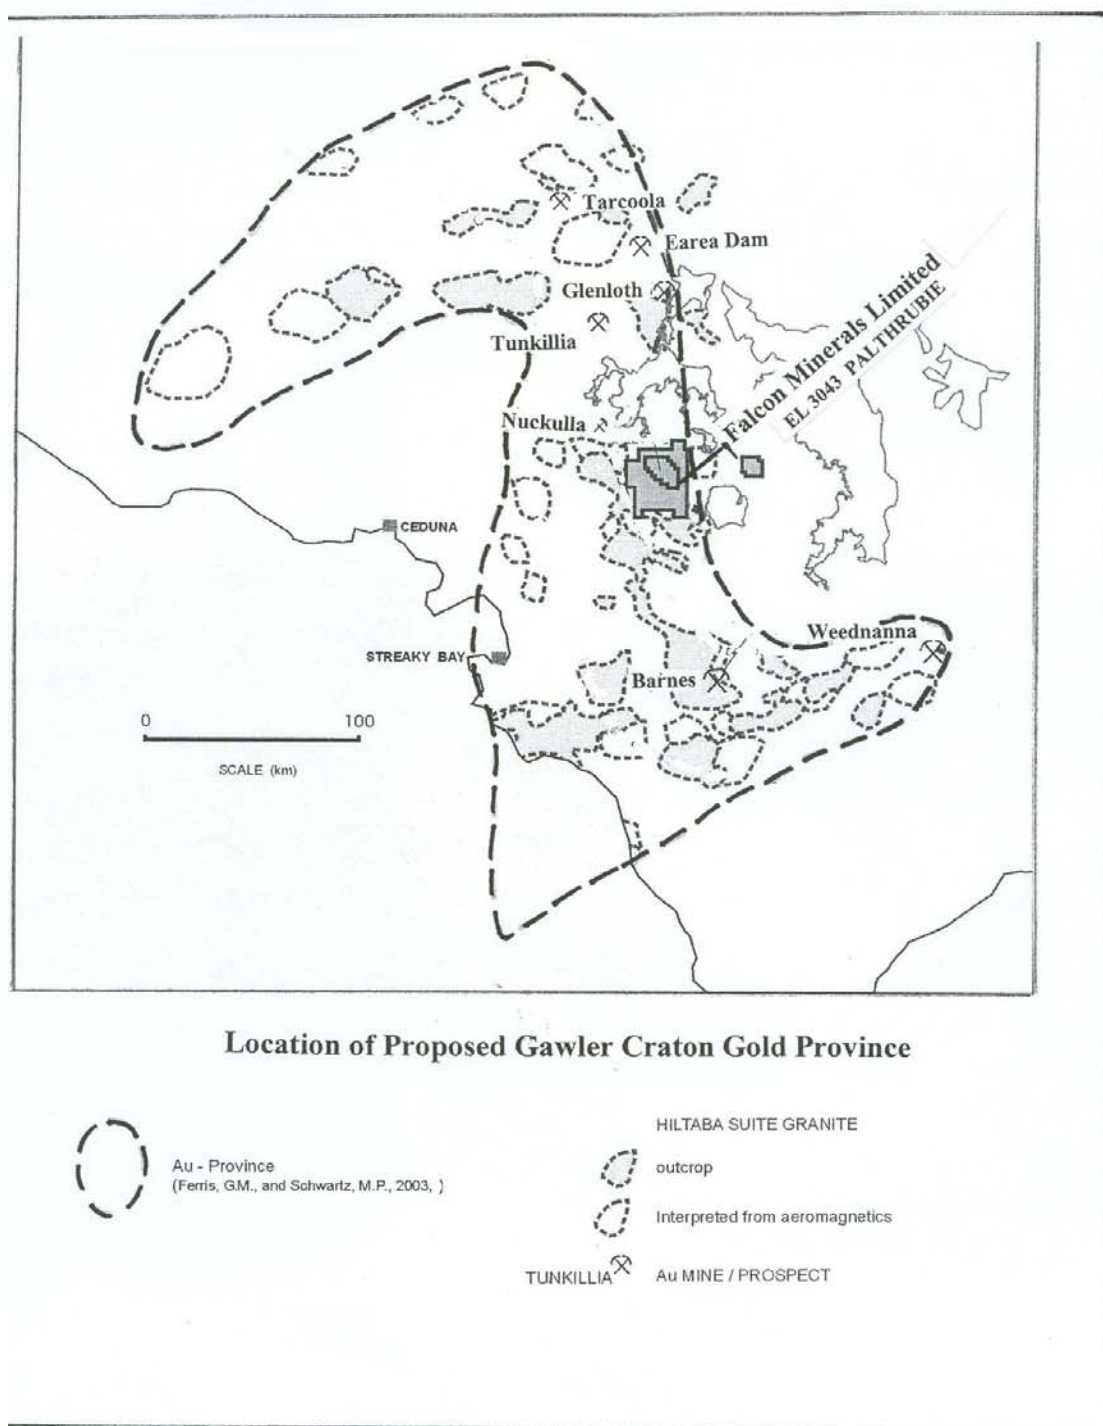 Tarcoola
Earea Dam
Glenloth
Tunkillia
Falcon Minerals Limited
EL 3043 PALTHRUBIE
Nuckulla
CEDUNA
Weednanna
STREAKY BAY
Barnes
0 100
SCALE (km)
Location of Proposed Gawler Craton Gold Province
HILTABA SUITE GRANITE
Au - Province
(Ferris, G.M., and Schwartz, M.P., 2003, )
outcrop
Interpreted from aeromagnetics
TUNKILLIA Au MINE / PROSPECT